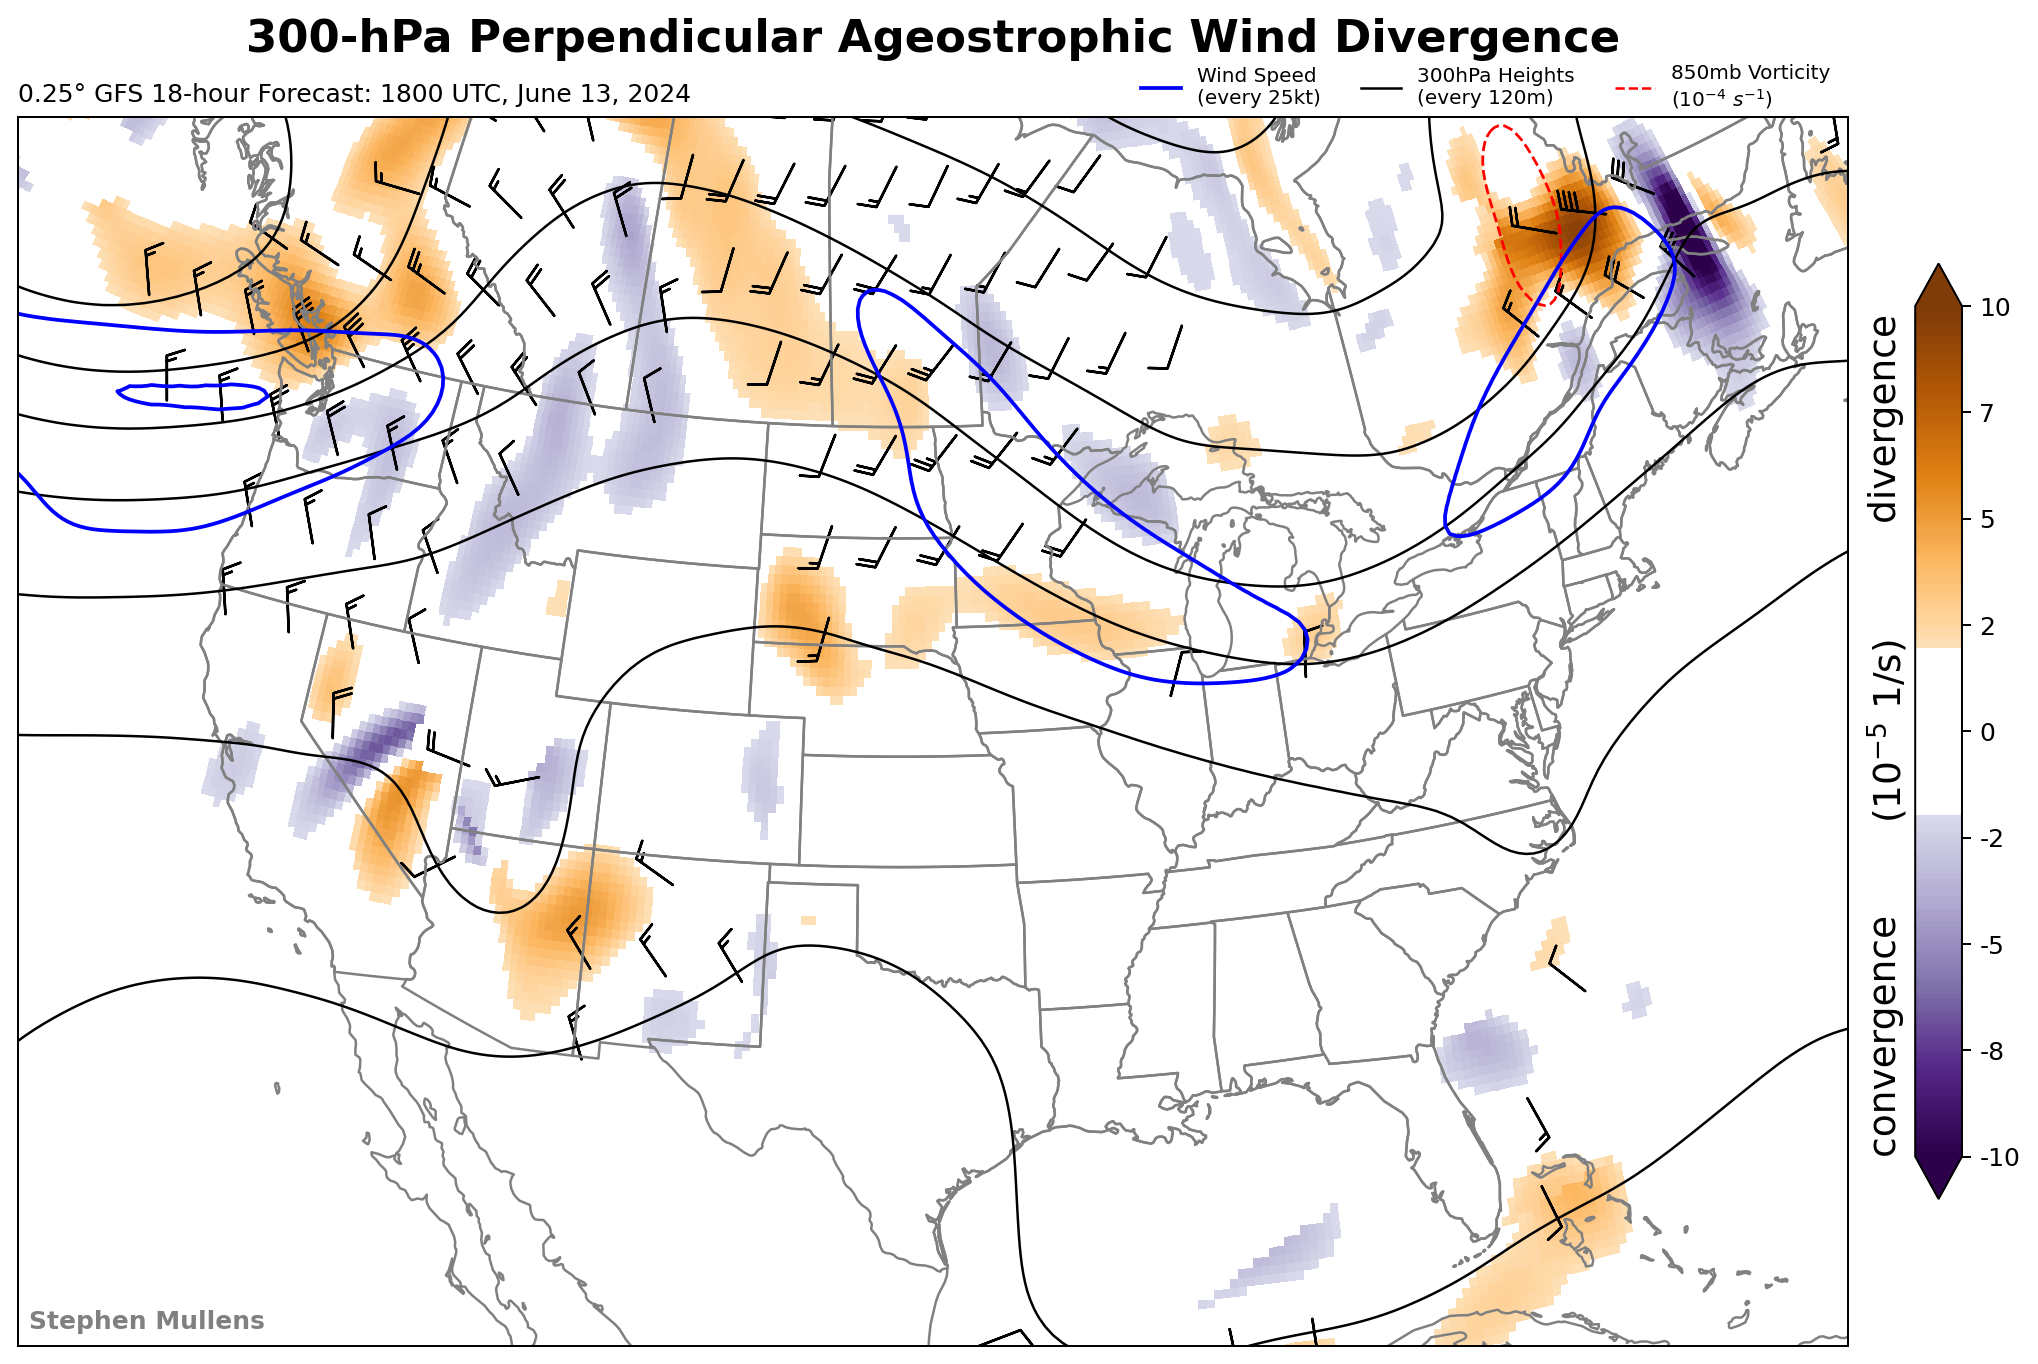 300-hPa Perpendicular Ageostrophic Wind Divergence
0.25° GFS 18-hour Forecast: 1800 UTC, June 13, 2024
Wind Speed
(every 25kt)
300hPa Heights
(every 120m)
850mb Vorticity
(10⁻⁴ s⁻¹)
10
7
5
2
0
-2
-5
-8
-10
convergence (10⁻⁵ 1/s) divergence
Stephen Mullens